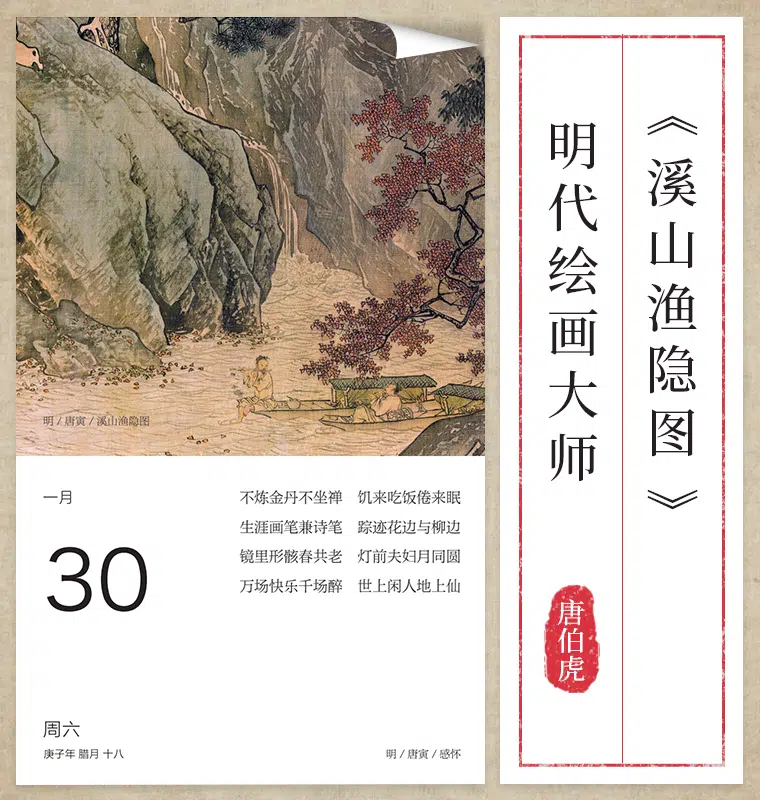 明 / 唐寅 / 溪山渔隐图
一月
30
不炼金丹不坐禅 饥来吃饭倦来眠
生涯画笔兼诗笔 踪迹花边与柳边
镜里形骸春共老 灯前夫妇月同圆
万场快乐千场醉 世上闲人地上仙
周六
庚子年 腊月 十八
明 / 唐寅 / 感怀
《溪山渔隐图》
明代绘画大师
唐伯虎